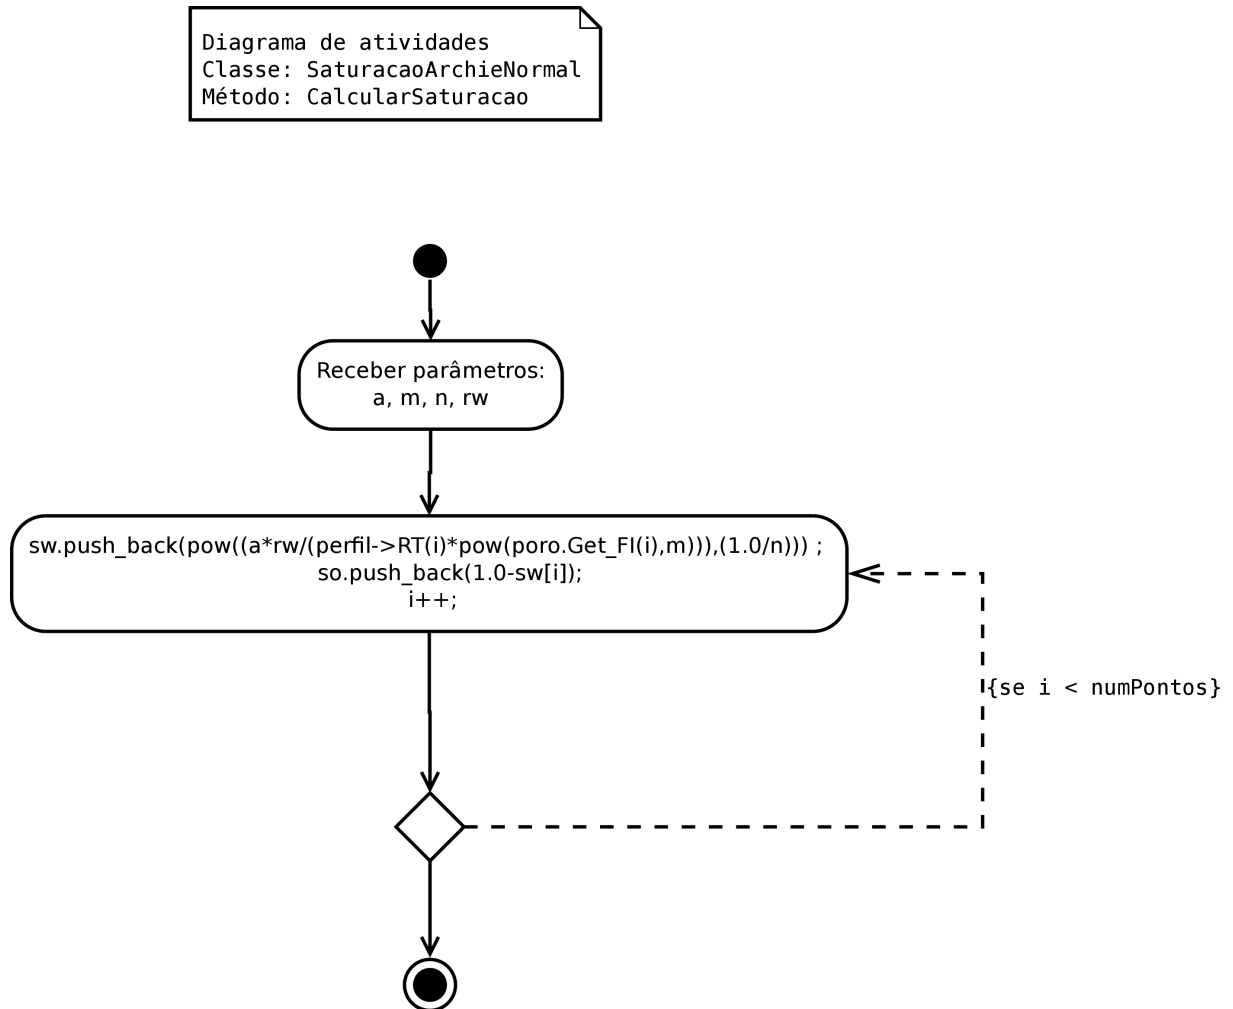 Diagrama de atividades
Classe: SaturacaoArchieNormal
Método: CalcularSaturacao
Receber parâmetros:
a, m, n, rw
sw.push_back(pow((a*rw/(perfil->RT(i)*pow(poro.Get_FI(i),m))),(1.0/n))) ;
so.push_back(1.0-sw[i]);
i++;
{se i < numPontos}